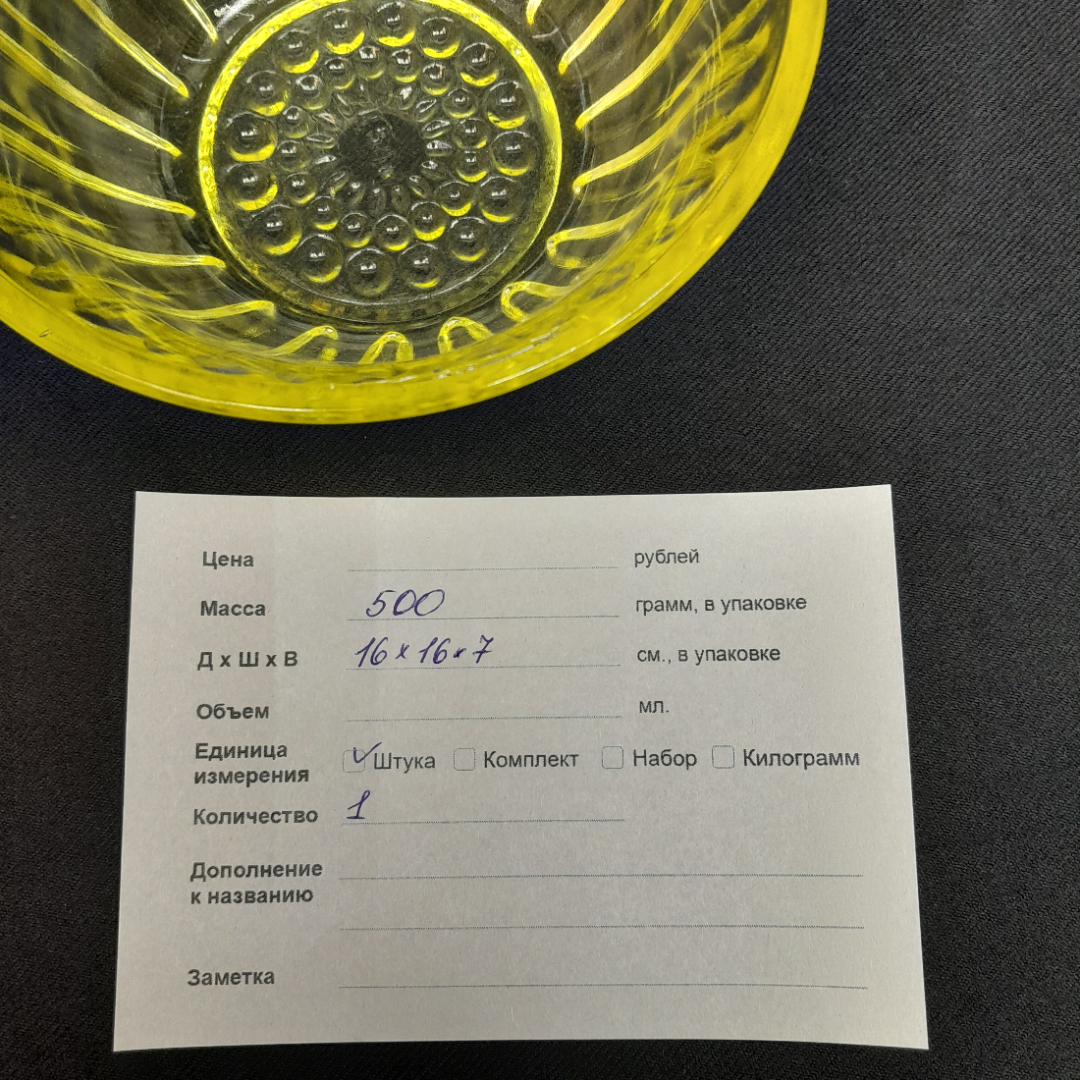 Цена рублей
Масса 500 грамм, в упаковке
Д х Ш х В 16 x 16 x 7 см., в упаковке
Объем мл.
Единица измерения Штука Комплект Набор Килограмм
Количество 1
Дополнение
к названию
Заметка